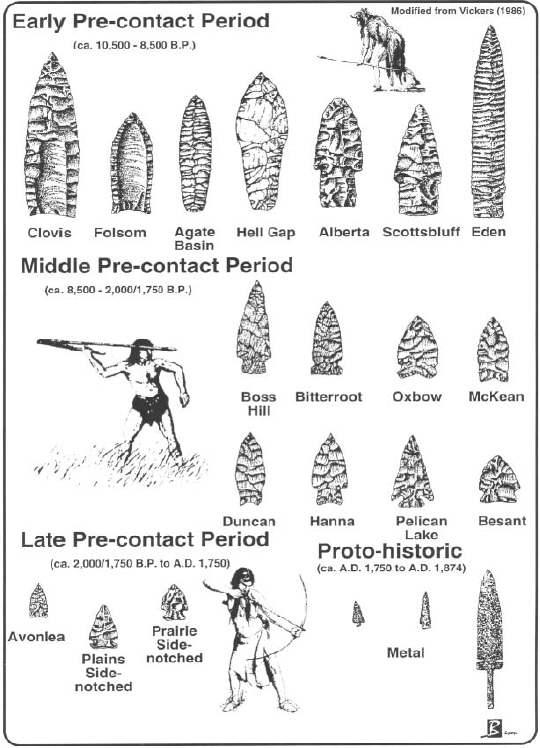 Modified from Vickers (1986)
Early Pre-contact Period
(ca. 10,500 - 8,500 B.P.)
Clovis
Folsom
Agate
Basin
Hell Gap
Alberta
Scottsbluff
Eden
Middle Pre-contact Period
(ca. 8,500 - 2,000/1,750 B.P.)
Boss
Hill
Bitterroot
Oxbow
McKean
Duncan
Hanna
Pelican
Lake
Besant
Late Pre-contact Period
(ca. 2,000/1,750 B.P. to A.D. 1,750)
Avonlea
Plains
Side-
notched
Prairie
Side-
notched
Proto-historic
(ca. A.D. 1,750 to A.D. 1,874)
Metal
B